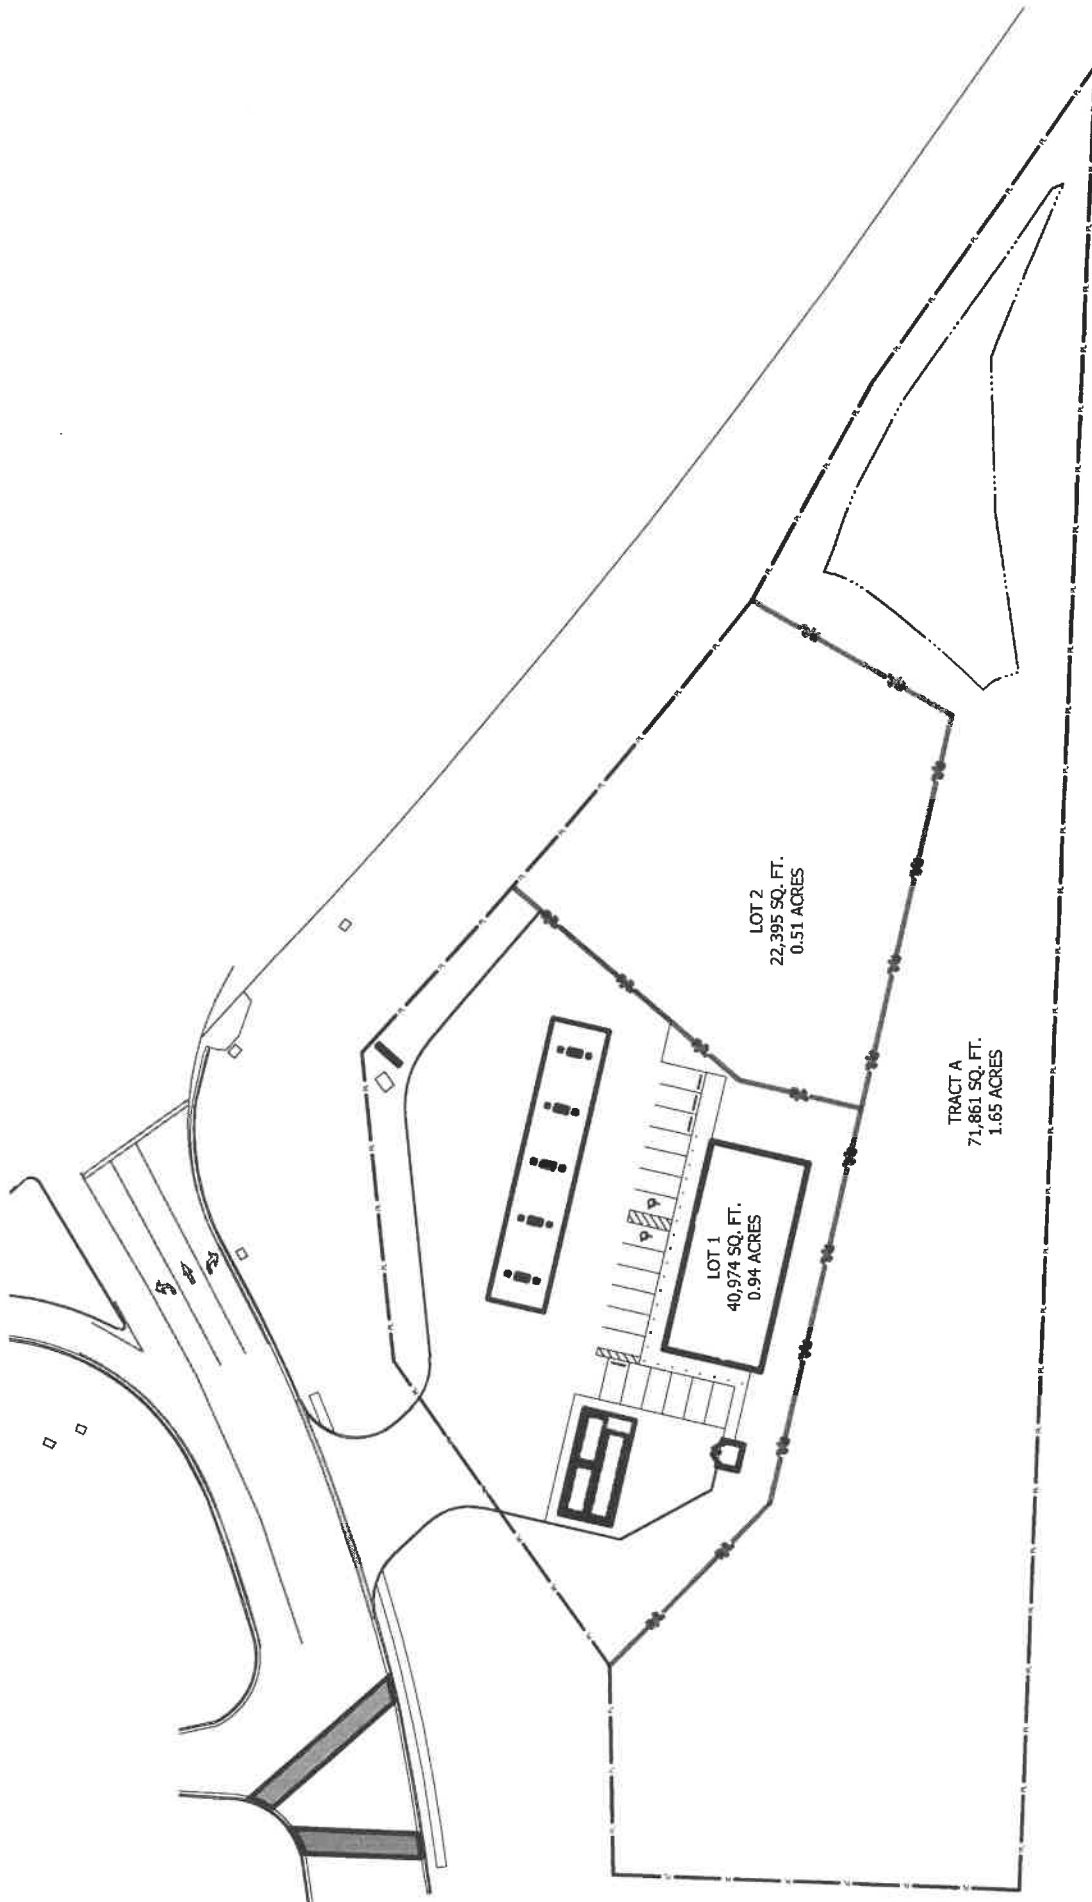 LOT 1
40,974 SQ. FT.
0.94 ACRES
LOT 2
22,395 SQ. FT.
0.51 ACRES
TRACT A
71,861 SQ. FT.
1.65 ACRES